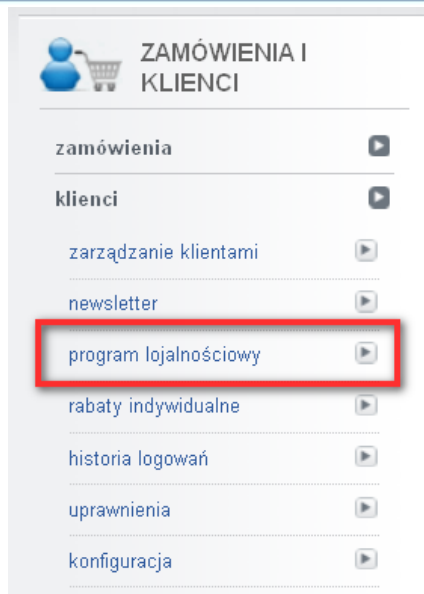 ZAMÓWIENIA I
KLIENCI
zamówienia
klienci
zarządzanie klientami
newsletter
program lojalnościowy
rabaty indywidualne
historia logowań
uprawnienia
konfiguracja